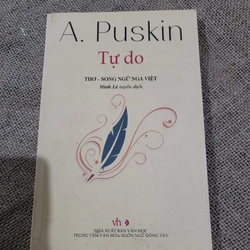 A. Puskin
Tự do
THƠ - SONG NGỮ NGA VIỆT
Minh Lê tuyển dịch
vh
NHÀ XUẤT BẢN VĂN HỌC
TRUNG TÂM VĂN HÓA NGÔN NGỮ ĐÔNG TÂY